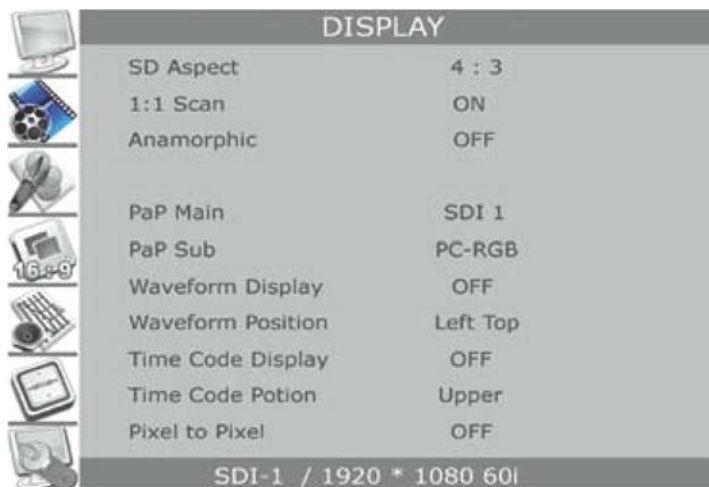 DISPLAY
SD Aspect 4 : 3
1:1 Scan ON
Anamorphic OFF
PaP Main SDI 1
PaP Sub PC-RGB
16:9
Waveform Display OFF
Waveform Position Left Top
Time Code Display OFF
Time Code Potion Upper
Pixel to Pixel OFF
SDI-1 / 1920 * 1080 60i